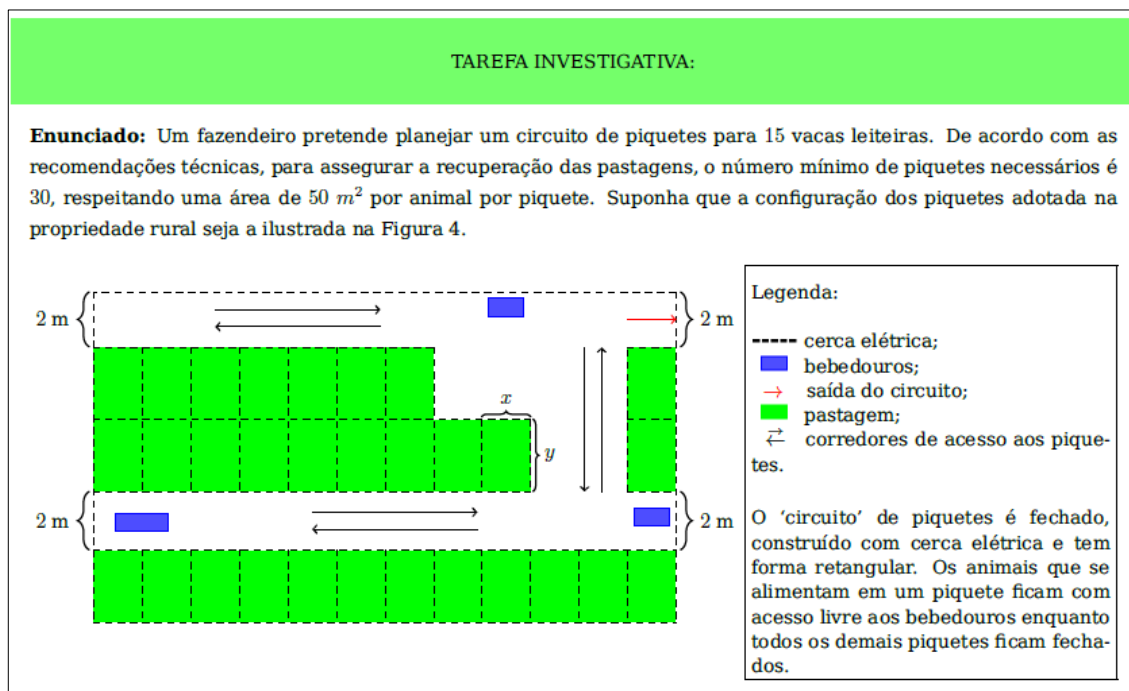 TAREFA INVESTIGATIVA:
Enunciado: Um fazendeiro pretende planejar um circuito de piquetes para 15 vacas leiteiras. De acordo com as
recomendações técnicas, para assegurar a recuperação das pastagens, o número mínimo de piquetes necessários é
30, respeitando uma área de 50 m² por animal por piquete. Suponha que a configuração dos piquetes adotada na
propriedade rural seja a ilustrada na Figura 4.
2 m
2 m
x
y
2 m
2 m
Legenda:
cerca elétrica;
bebedouros;
saída do circuito;
pastagem;
corredores de acesso aos pique-
tes.
O ‘circuito’ de piquetes é fechado,
construído com cerca elétrica e tem
forma retangular. Os animais que se
alimentam em um piquete ficam com
acesso livre aos bebedouros enquanto
todos os demais piquetes ficam fecha-
dos.